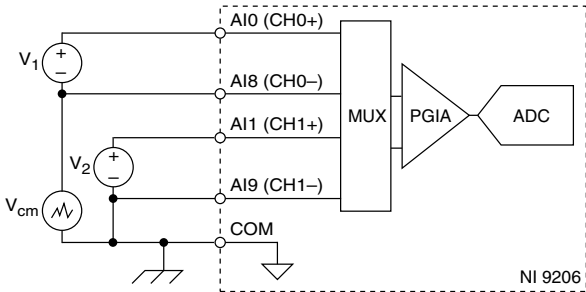 AI0 (CH0+)
+
V1
–
AI8 (CH0–)
MUX
PGIA
ADC
AI1 (CH1+)
+
V2
–
AI9 (CH1–)
Vcm
COM
NI 9206